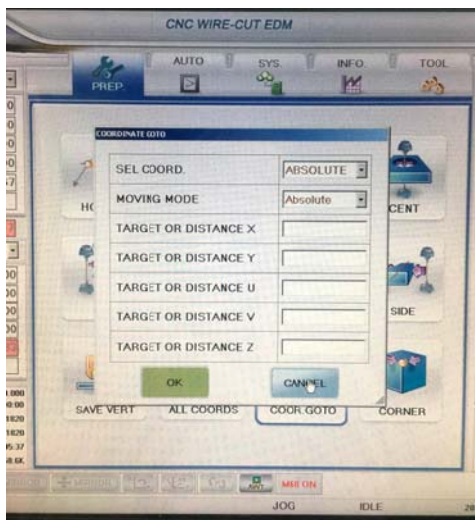 CNC WIRE-CUT EDM
PREP. AUTO SYS. INFO. TOOL
COORDINATE GOTO
SEL COORD. ABSOLUTE
MOVING MODE Absolute
TARGET OR DISTANCE X
TARGET OR DISTANCE Y
TARGET OR DISTANCE U
TARGET OR DISTANCE V
TARGET OR DISTANCE Z
OK CANCEL
CENT
SIDE
SAVE VERT ALL COORDS COOR.GOTO CORNER
MIRRON
JOG IDLE